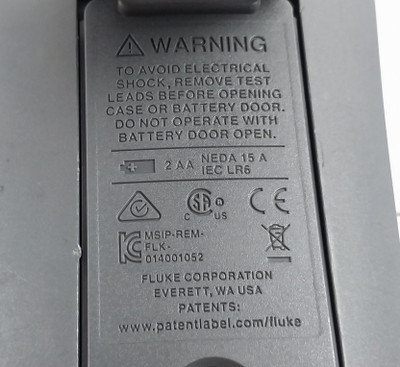 WARNING
TO AVOID ELECTRICAL
SHOCK, REMOVE TEST
LEADS BEFORE OPENING
CASE OR BATTERY DOOR.
DO NOT OPERATE WITH
BATTERY DOOR OPEN.
2 AA NEDA 15 A
IEC LR6
C US
CE
MSIP-REM-
FLK-
014001052
FLUKE CORPORATION
EVERETT, WA USA
PATENTS:
www.patentlabel.com/fluke